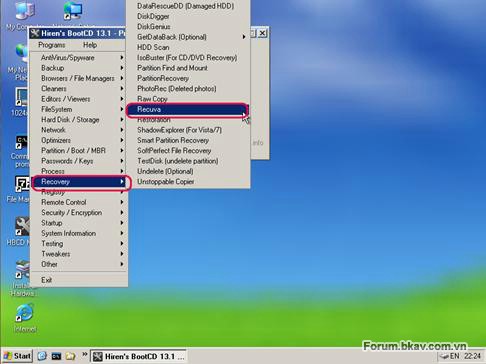 My Computer
Network Setup
My Network Places
Hiren's BootCD 13.1 - Pr
Programs
Help
AntiVirus/Spyware
Backup
Browsers / File Managers
Cleaners
Editors / Viewers
FileSystem
Hard Disk / Storage
Network
Optimizers
Partition / Boot / MBR
Passwords / Keys
Process
Recovery
Registry
Remote Control
Security / Encryption
Startup
System Information
Testing
Tweakers
Other
Exit
DataRescueDD (Damaged HDD)
DiskDigger
DiskGenius
GetDataBack (Optional)
HDD Scan
IsoBuster (For CD/DVD Recovery)
Partition Find and Mount
PartitionRecovery
PhotoRec (Deleted photos)
Raw Copy
Recuva
Restoration
ShadowExplorer (For Vista/7)
Smart Partition Recovery
SoftPerfect File Recovery
TestDisk (undelete partition)
Undelete (Optional)
Unstoppable Copier
.info
1024
Com
prom
File Man
HBCD M
Install
Hardwa...
Internet
Start
Hiren's BootCD 13.1 ...
EN
22:24
Forum.bkav.com.vn